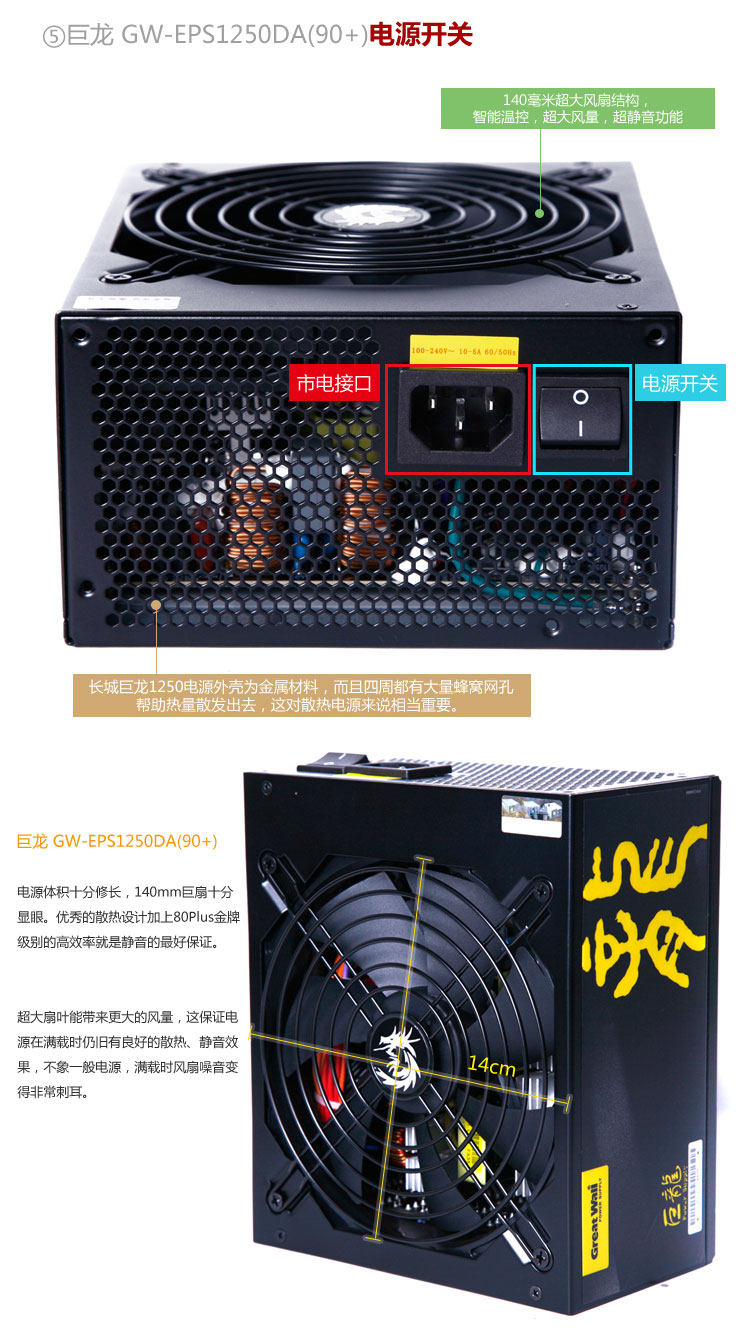 ⑤巨龙 GW-EPS1250DA(90+)电源开关
140毫米超大风扇结构，
智能温控，超大风量，超静音功能
100-240V~ 10-6A 60/50Hz
市电接口
电源开关
长城巨龙1250电源外壳为金属材料，而且四周都有大量蜂窝网孔
帮助热量散发出去，这对散热电源来说相当重要。
巨龙 GW-EPS1250DA(90+)
电源体积十分修长，140mm巨扇十分
显眼。优秀的散热设计加上80Plus金牌
级别的高效率就是静音的最好保证。
超大扇叶能带来更大的风量，这保证电
源在满载时仍旧有良好的散热、静音效
果，不象一般电源，满载时风扇噪音变
得非常刺耳。
14cm
Great Wall
POWER SUPPLY
巨龍